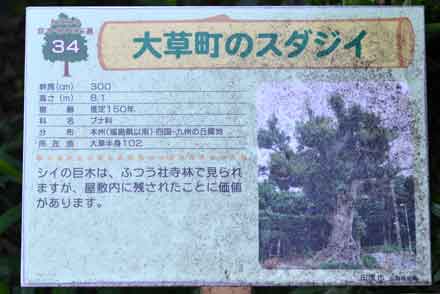 34
大草町のスダジイ
幹周(cm) 300
高さ(m) 8.1
樹齢 推定150年
科名 ブナ科
分布 本州(福島県以南)・四国・九州の丘陵地
所在地 大草半身102
シイの巨木は、ふつう社寺林で見られ
ますが、屋敷内に残されたことに価値
があります。